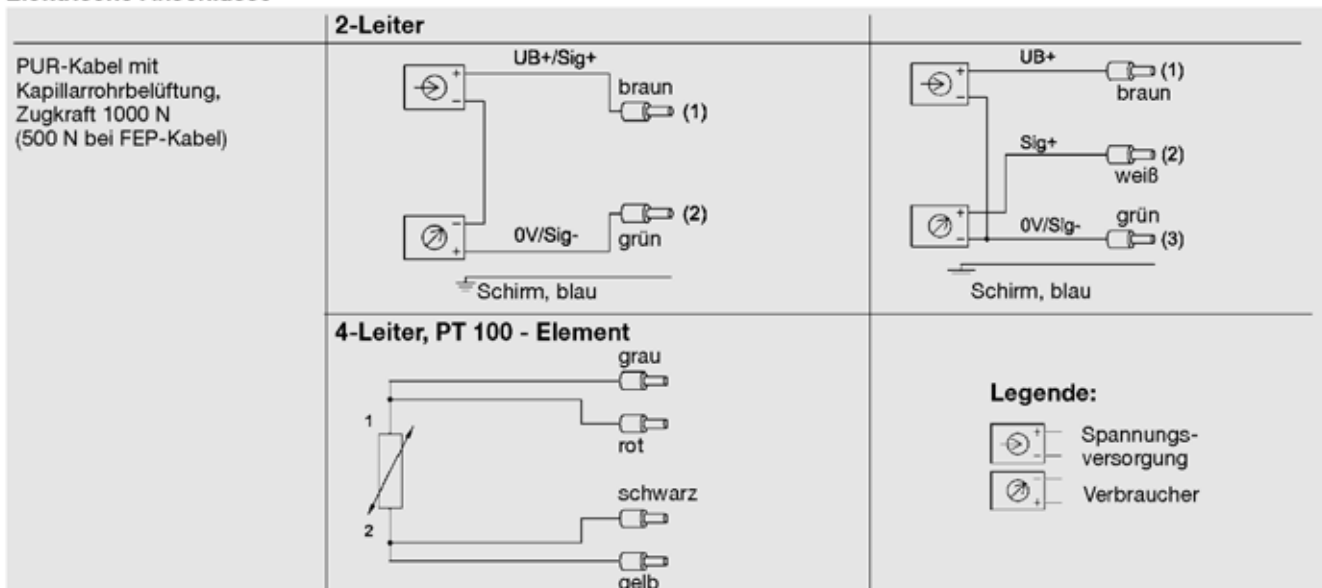 2-Leiter
PUR-Kabel mit
Kapillarrohrbelüftung,
Zugkraft 1000 N
(500 N bei FEP-Kabel)
UB+/Sig+
+
-
braun
(1)
(2)
-
+
0V/Sig-
grün
Schirm, blau
UB+
+
-
(1)
braun
Sig+
(2)
weiß
+
-
0V/Sig-
grün
(3)
Schirm, blau
4-Leiter, PT 100 - Element
grau
1
rot
schwarz
2
gelb
Legende:
+
-
Spannungs-
versorgung
-
+
Verbraucher